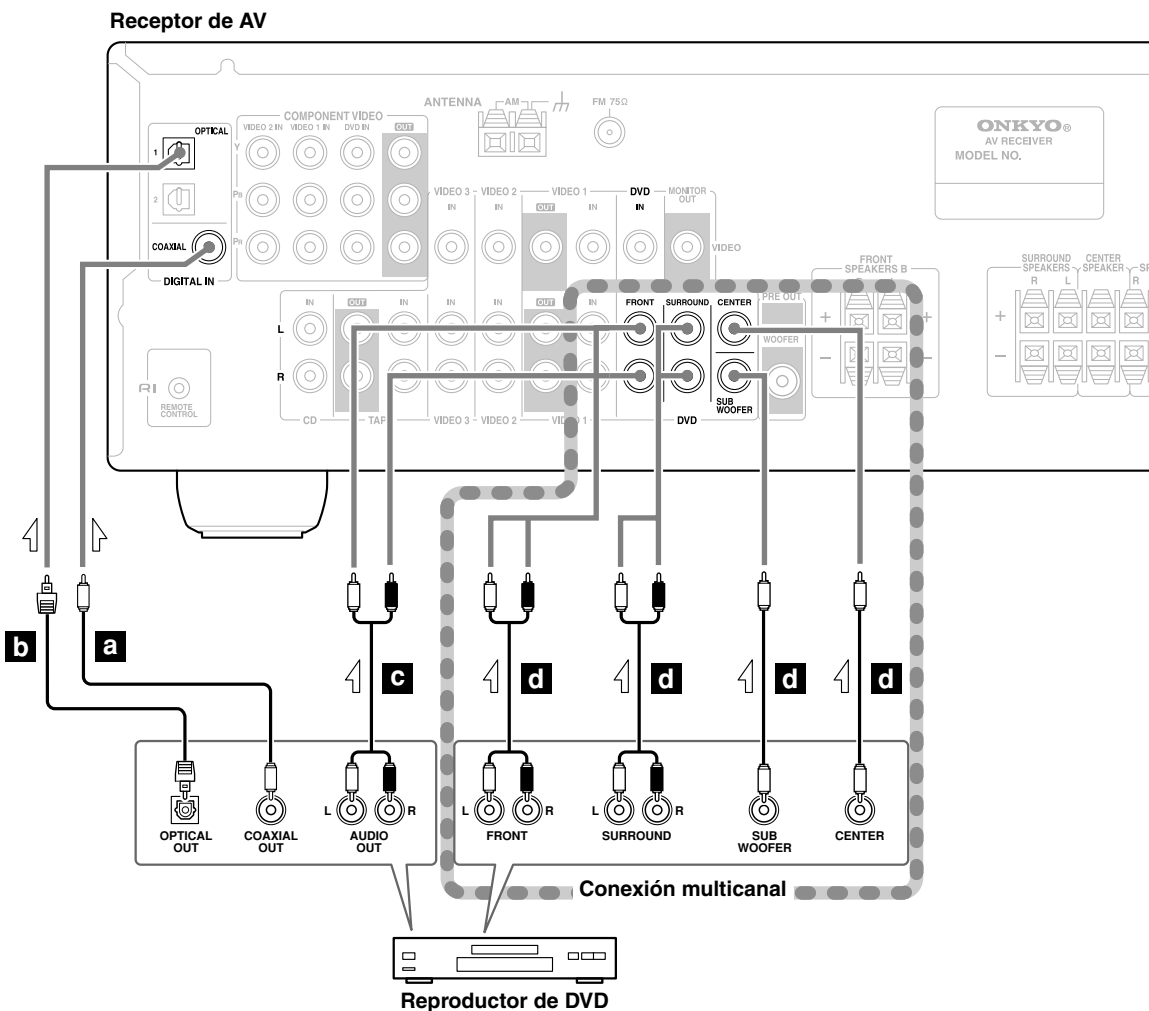 Receptor de AV
ANTENNA
AM
FM 75Ω
ONKYO®
AV RECEIVER
MODEL NO.
OPTICAL
1
2
COAXIAL
DIGITAL IN
COMPONENT VIDEO
VIDEO 2 IN VIDEO 1 IN DVD IN OUT
Y
PB
PR
VIDEO 3 VIDEO 2 VIDEO 1 DVD MONITOR OUT
IN IN OUT IN IN
VIDEO
FRONT SPEAKERS B
SURROUND SPEAKERS
R L
CENTER SPEAKER
R
+ +
− −
+
−
IN OUT IN IN OUT IN FRONT SURROUND CENTER
PRE OUT
WOOFER
L
R
SUB WOOFER
RI
REMOTE CONTROL
CD VIDEO 3 VIDEO 2 DVD
b
a
c
d
d
d
d
OPTICAL OUT
COAXIAL OUT
L R
AUDIO OUT
L R
FRONT
L R
SURROUND
SUB WOOFER
CENTER
Conexión multicanal
Reproductor de DVD